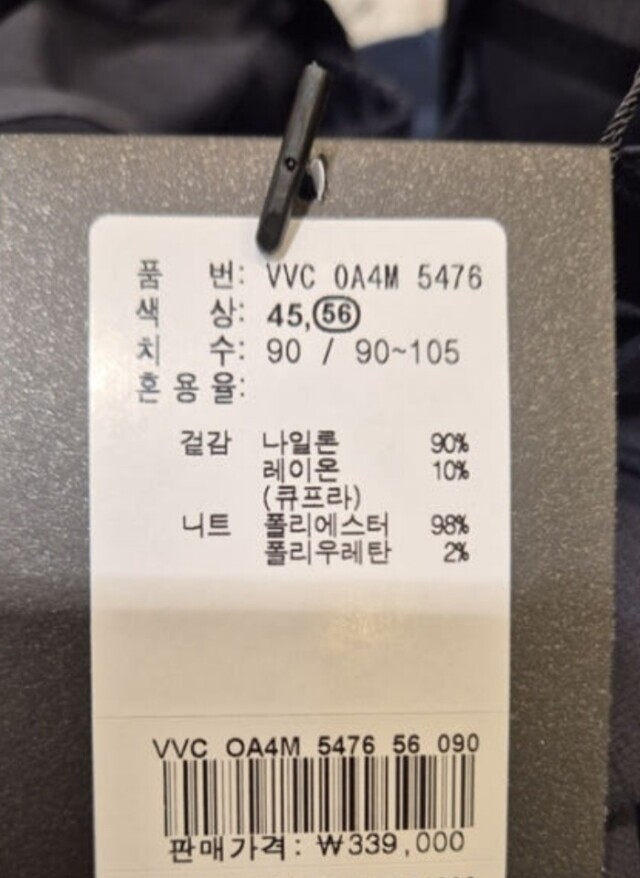 품 번: VVC 0A4M 5476
색 상: 45,56
치 수: 90 / 90~105
혼 용 율:
겉감 나일론 90%
레이온 10%
(큐프라)
니트 폴리에스터 98%
폴리우레탄 2%
VVC OA4M 5476 56 090
판매가격: ₩339,000